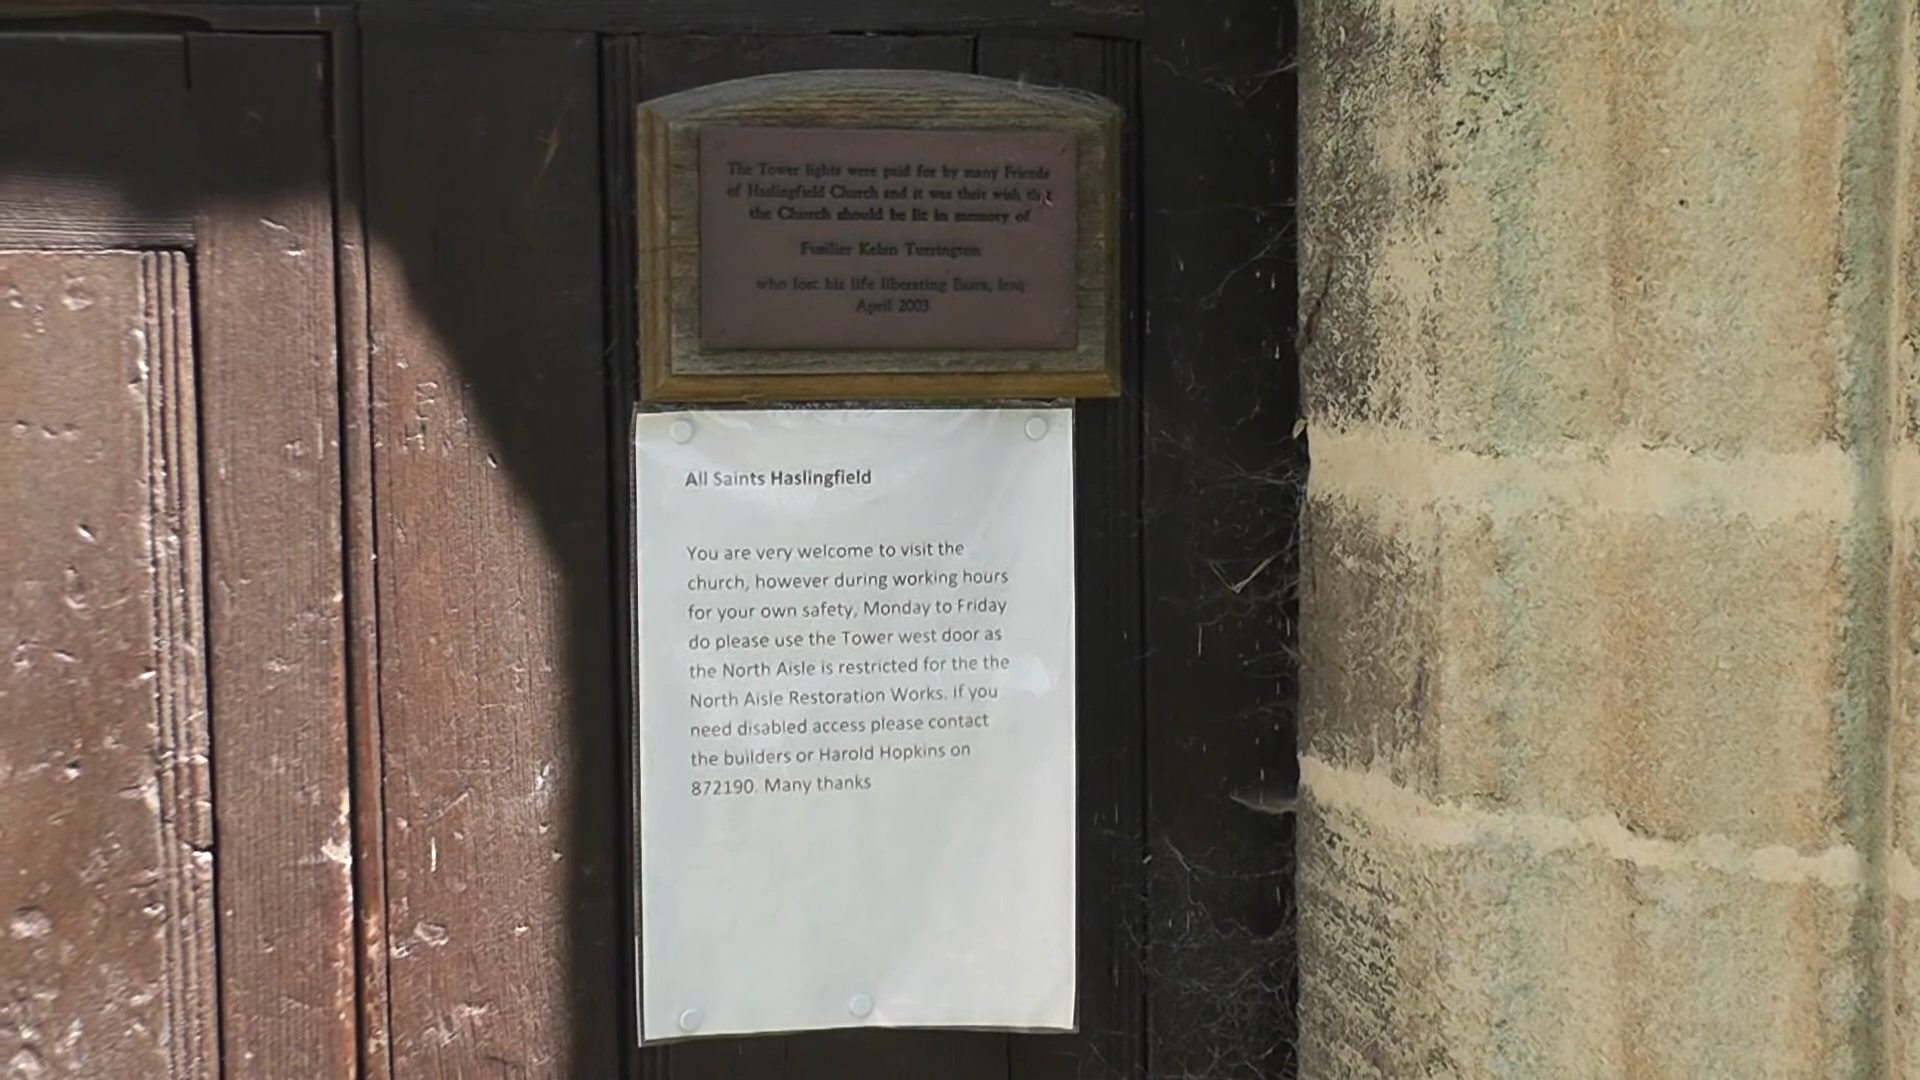 The Tower lights were paid for by many Friends
of Haslingfield Church and it was their wish that
the Church should be lit in memory of
Fusilier Kelan Turrington
who lost his life liberating Basra, Iraq
April 2003
All Saints Haslingfield
You are very welcome to visit the
church, however during working hours
for your own safety, Monday to Friday
do please use the Tower west door as
the North Aisle is restricted for the the
North Aisle Restoration Works. If you
need disabled access please contact
the builders or Harold Hopkins on
872190. Many thanks